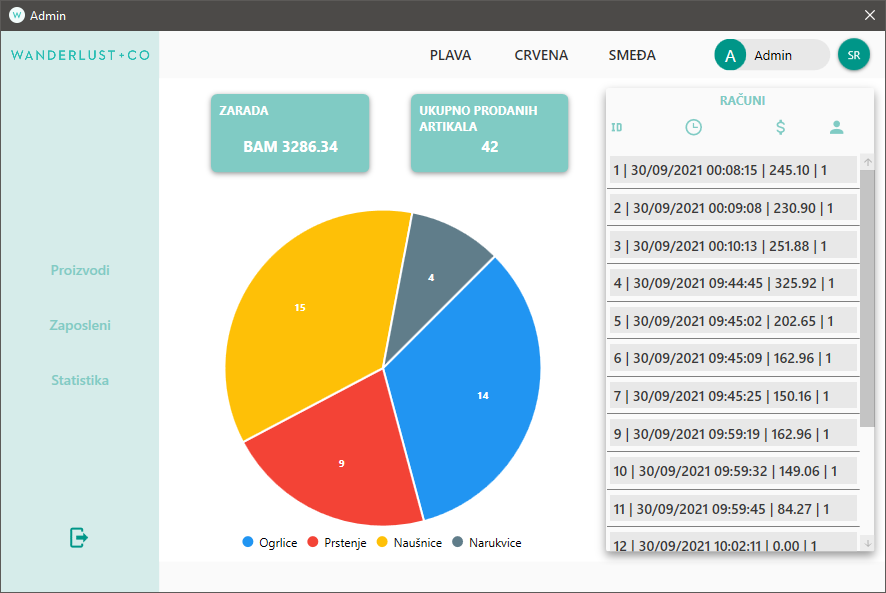 W Admin
WANDERLUST+CO
PLAVA CRVENA SMEĐA A Admin SR
ZARADA
BAM 3286.34
UKUPNO PRODANIH
ARTIKALA
42
RAČUNI
ID $
1 | 30/09/2021 00:08:15 | 245.10 | 1
2 | 30/09/2021 00:09:08 | 230.90 | 1
3 | 30/09/2021 00:10:13 | 251.88 | 1
4 | 30/09/2021 09:44:45 | 325.92 | 1
5 | 30/09/2021 09:45:02 | 202.65 | 1
6 | 30/09/2021 09:45:09 | 162.96 | 1
7 | 30/09/2021 09:45:25 | 150.16 | 1
9 | 30/09/2021 09:59:19 | 162.96 | 1
10 | 30/09/2021 09:59:32 | 149.06 | 1
11 | 30/09/2021 09:59:45 | 84.27 | 1
12 | 30/09/2021 10:02:11 | 0.00 | 1
Proizvodi
Zaposleni
Statistika
4
15
14
9
Ogrlice Prstenje Naušnice Narukvice